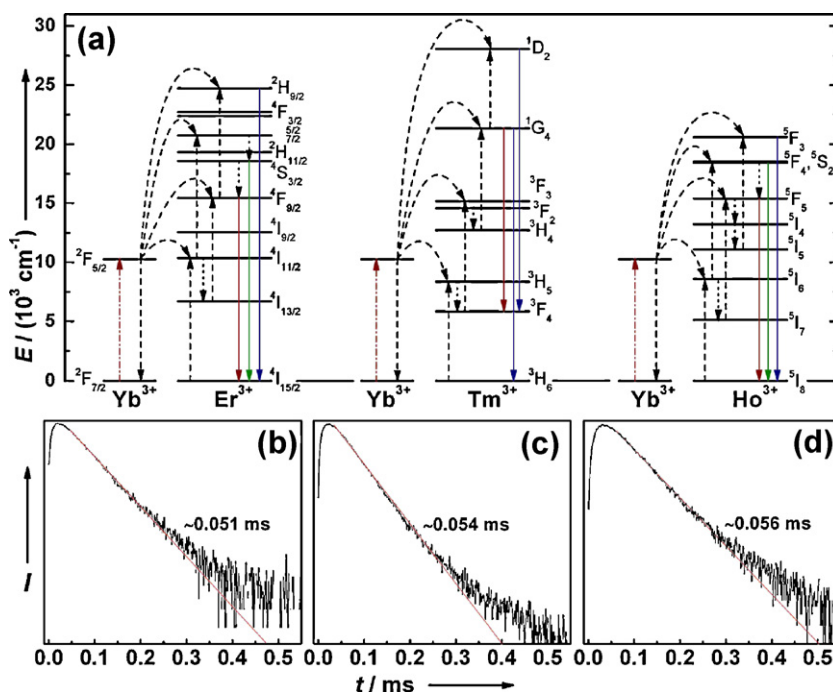 (a)
E / (10³ cm⁻¹)
30
25
20
15
10
5
0
²F₅/₂
²F₇/₂
Yb³⁺
²H₉/₂
⁴F₃/₂
5/2
7/2
²H₁₁/₂
⁴S₃/₂
⁴F₉/₂
⁴I₉/₂
⁴I₁₁/₂
⁴I₁₃/₂
⁴I₁₅/₂
Er³⁺
Yb³⁺
¹D₂
¹G₄
³F₃
³F₂
³H₄
³H₅
³F₄
³H₆
Tm³⁺
Yb³⁺
⁵F₃
⁵F₄, ⁵S₂
⁵F₅
⁵I₄
⁵I₅
⁵I₆
⁵I₇
⁵I₈
Ho³⁺
(b)
~0.051 ms
(c)
~0.054 ms
(d)
~0.056 ms
I
0.0 0.1 0.2 0.3 0.4 0.5
0.0 0.1 0.2 0.3 0.4 0.5
0.0 0.1 0.2 0.3 0.4 0.5
t / ms